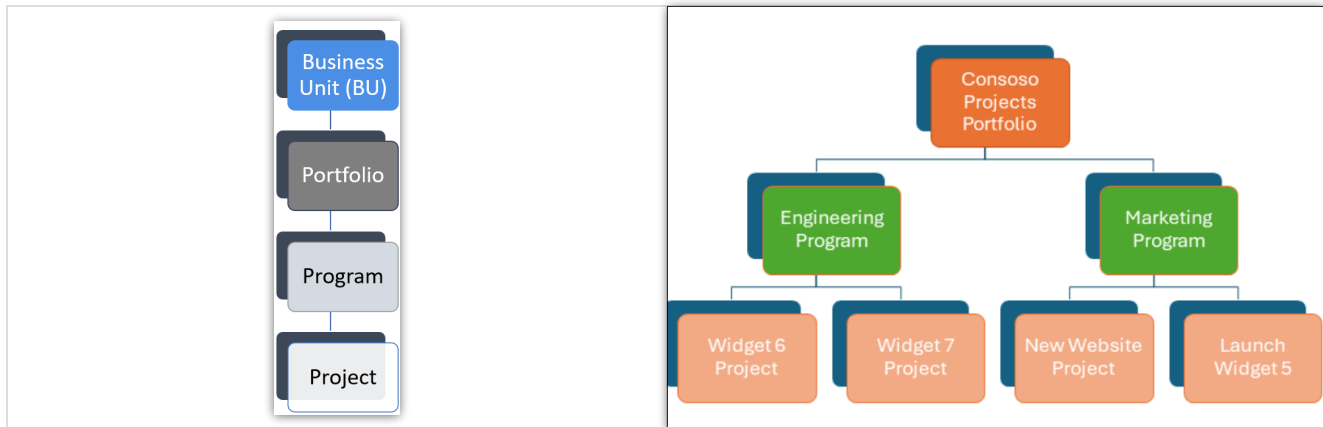 Business
Unit (BU)
Portfolio
Program
Project
Consoso
Projects
Portfolio
Engineering
Program
Marketing
Program
Widget 6
Project
Widget 7
Project
New Website
Project
Launch
Widget 5